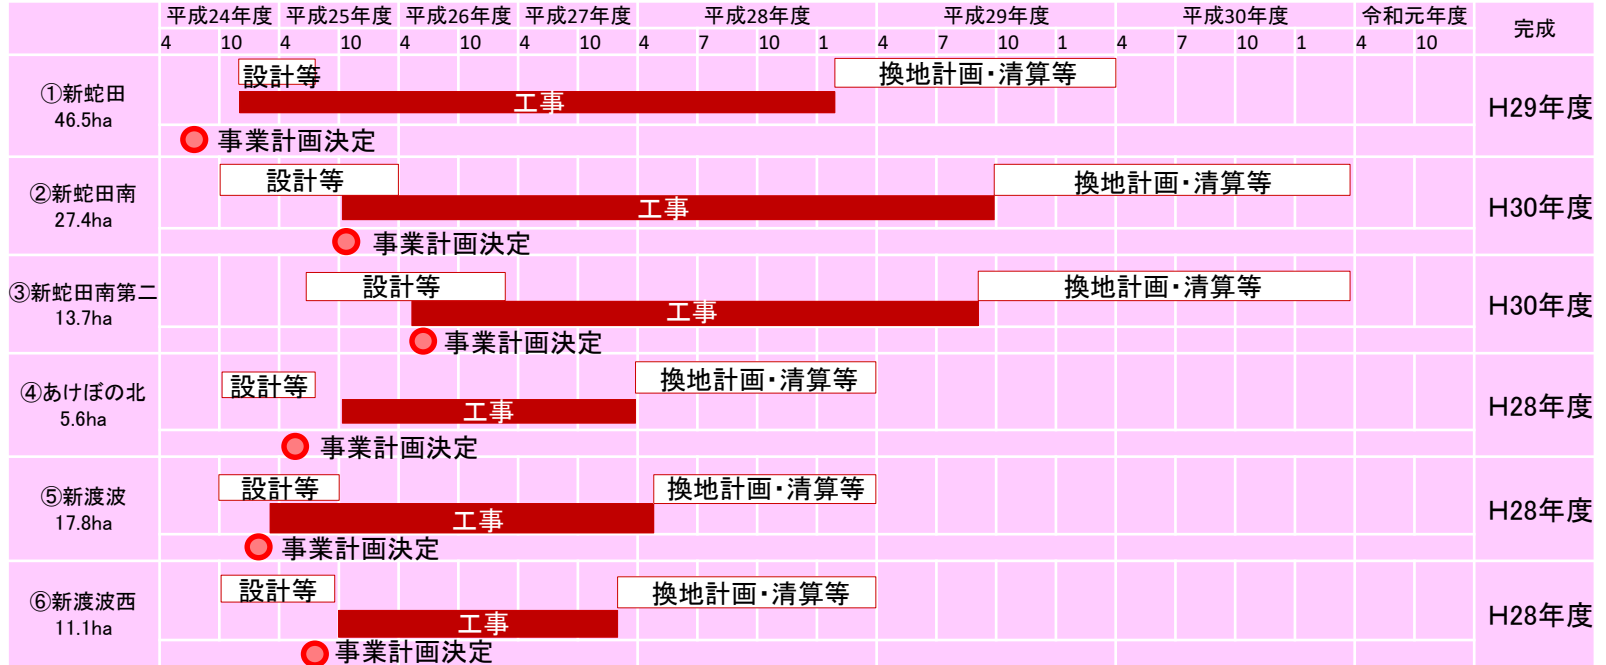 平成24年度 平成25年度 平成26年度 平成27年度 平成28年度 平成29年度 平成30年度 令和元年度 完成
4 10 4 10 4 10 4 10 4 7 10 1 4 7 10 1 4 7 10 1 4 10
①新蛇田
46.5ha
設計等
換地計画・清算等
工事
事業計画決定
H29年度
②新蛇田南
27.4ha
設計等
換地計画・清算等
工事
事業計画決定
H30年度
③新蛇田南第二
13.7ha
設計等
換地計画・清算等
工事
事業計画決定
H30年度
④あけぼの北
5.6ha
設計等
換地計画・清算等
工事
事業計画決定
H28年度
⑤新渡波
17.8ha
設計等
換地計画・清算等
工事
事業計画決定
H28年度
⑥新渡波西
11.1ha
設計等
換地計画・清算等
工事
事業計画決定
H28年度